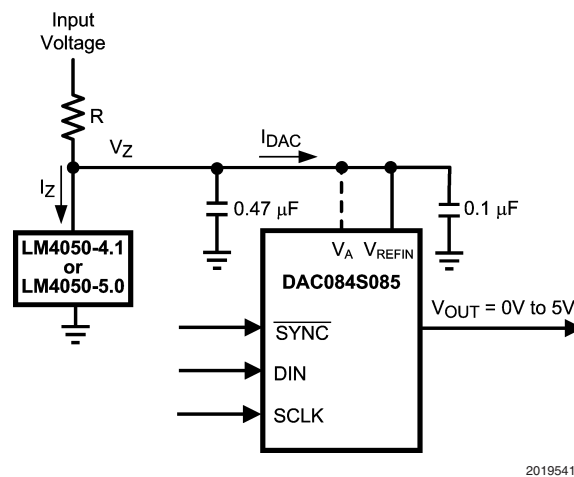 Input
Voltage
R
VZ
IDAC
IZ
0.47 μF
0.1 μF
LM4050-4.1
or
LM4050-5.0
VA VREFIN
DAC084S085
SYNC
VOUT = 0V to 5V
DIN
SCLK
2019541